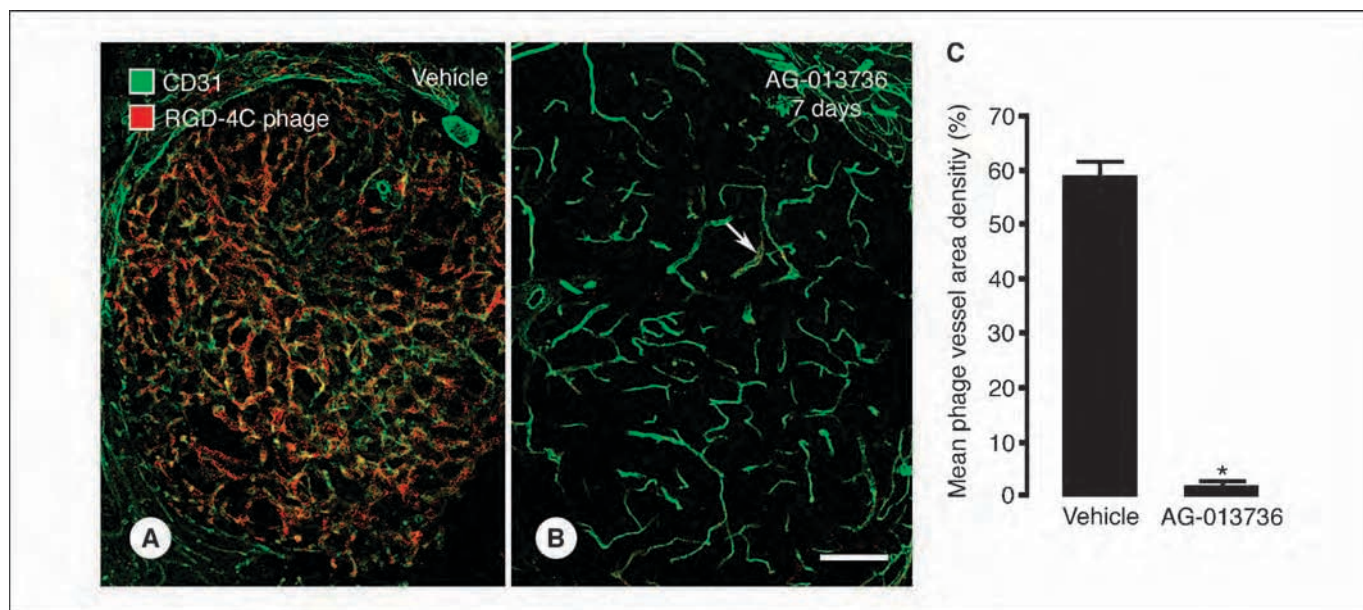 CD31
RGD-4C phage
Vehicle
A
AG-013736
7 days
B
C
Mean phage vessel area densitiy (%)
70
60
50
40
30
20
10
0
*
Vehicle
AG-013736